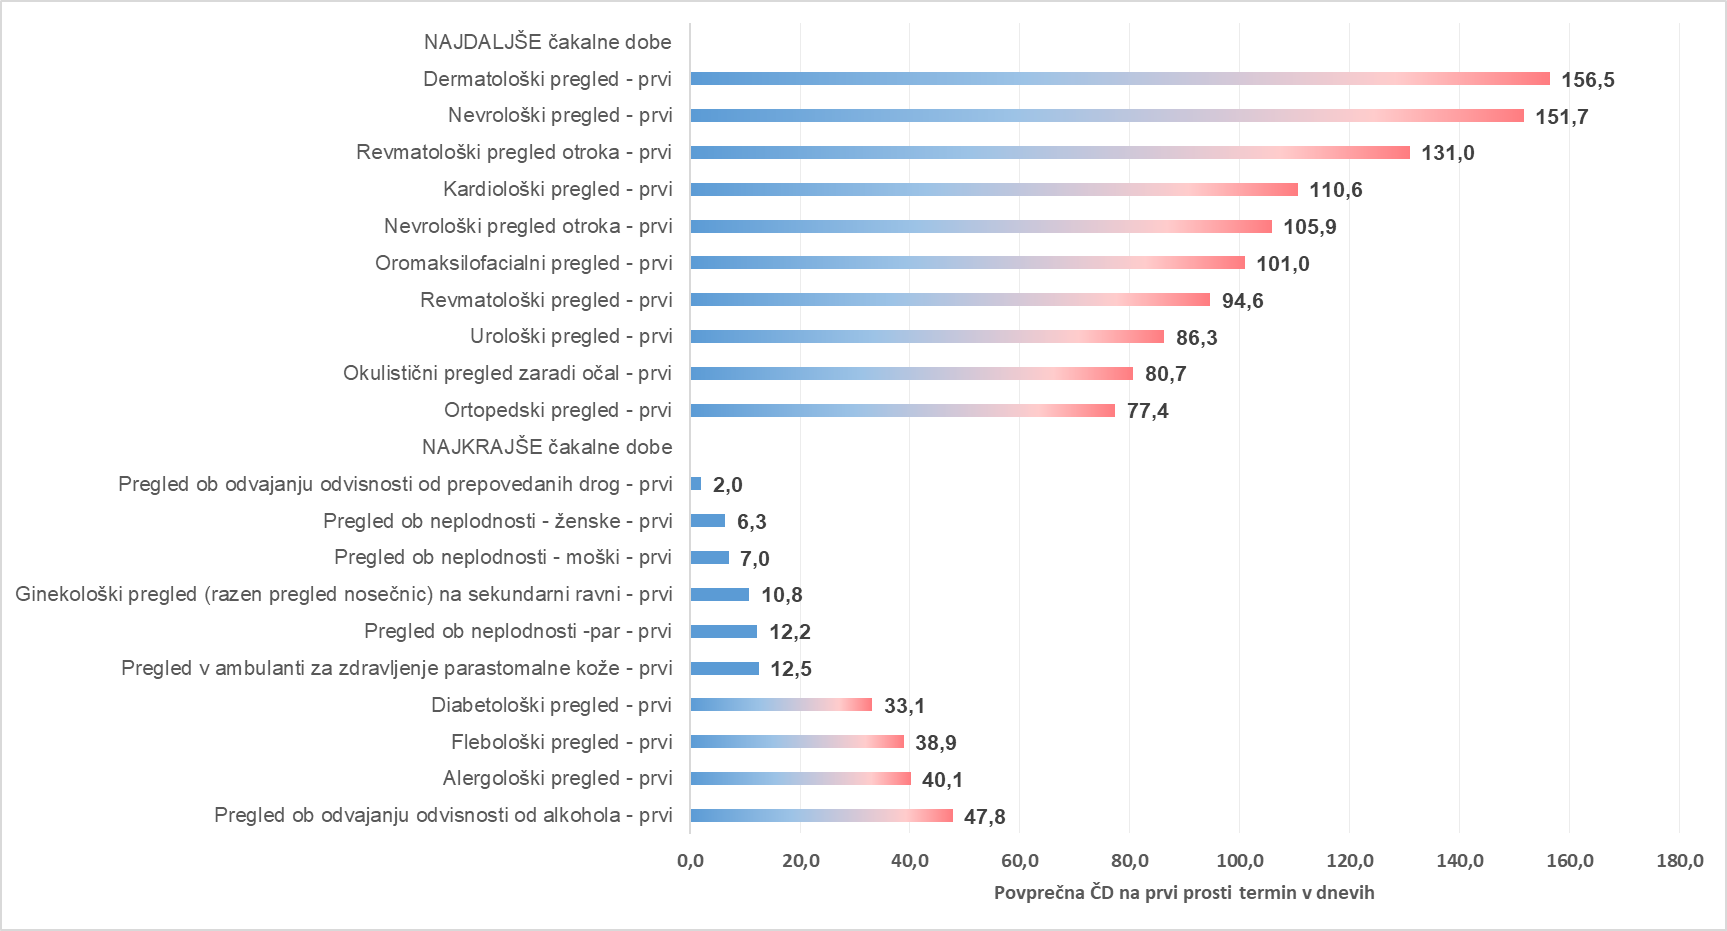 NAJDALJŠE čakalne dobe
Dermatološki pregled - prvi 156,5
Nevrološki pregled - prvi 151,7
Revmatološki pregled otroka - prvi 131,0
Kardiološki pregled - prvi 110,6
Nevrološki pregled otroka - prvi 105,9
Oromaksilofacialni pregled - prvi 101,0
Revmatološki pregled - prvi 94,6
Urološki pregled - prvi 86,3
Okulistični pregled zaradi očal - prvi 80,7
Ortopedski pregled - prvi 77,4
NAJKRAJŠE čakalne dobe
Pregled ob odvajanju odvisnosti od prepovedanih drog - prvi 2,0
Pregled ob neplodnosti - ženske - prvi 6,3
Pregled ob neplodnosti - moški - prvi 7,0
Ginekološki pregled (razen pregled nosečnic) na sekundarni ravni - prvi 10,8
Pregled ob neplodnosti -par - prvi 12,2
Pregled v ambulanti za zdravljenje parastomalne kože - prvi 12,5
Diabetološki pregled - prvi 33,1
Flebološki pregled - prvi 38,9
Alergološki pregled - prvi 40,1
Pregled ob odvajanju odvisnosti od alkohola - prvi 47,8
0,0 20,0 40,0 60,0 80,0 100,0 120,0 140,0 160,0 180,0
Povprečna ČD na prvi prosti termin v dnevih